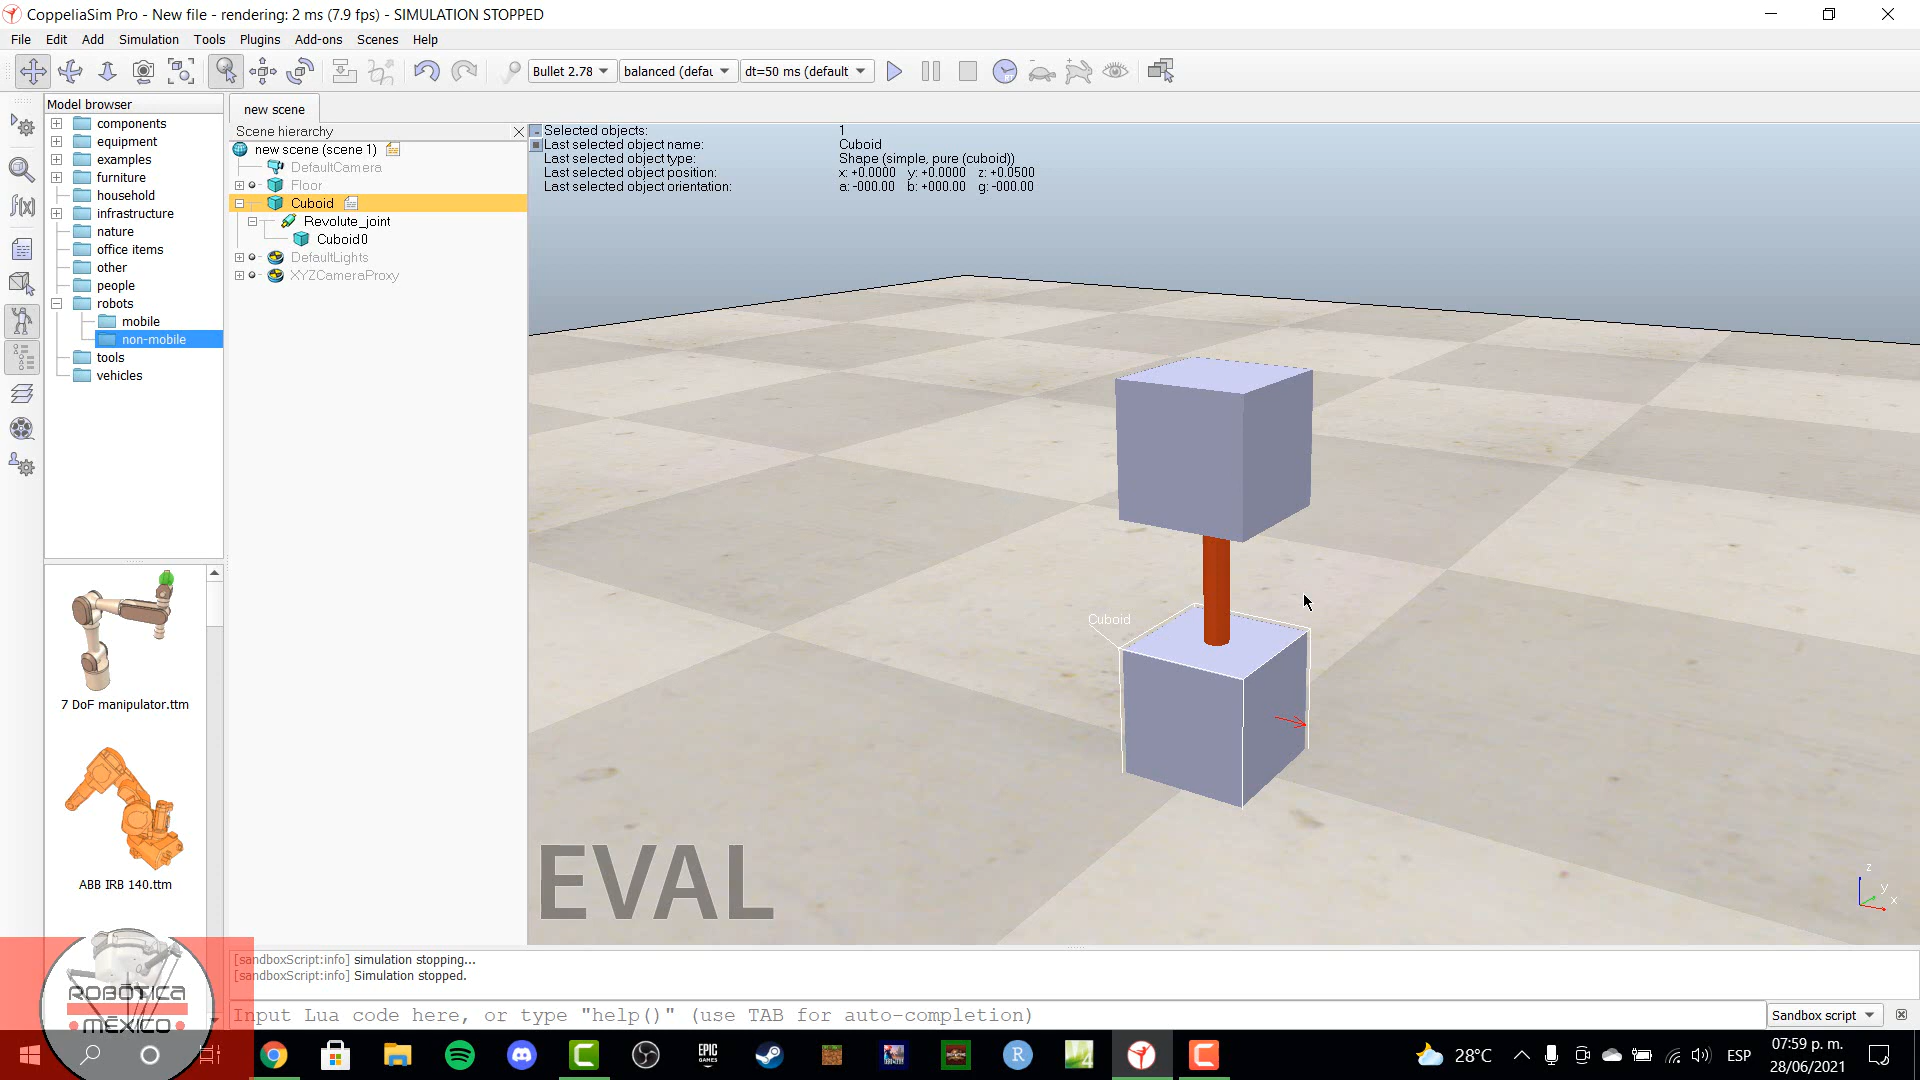 CoppeliaSim Pro - New file - rendering: 2 ms (7.9 fps) - SIMULATION STOPPED
File Edit Add Simulation Tools Plugins Add-ons Scenes Help
Bullet 2.78 balanced (defau dt=50 ms (default
Model browser
components
equipment
examples
furniture
household
infrastructure
nature
office items
other
people
robots
mobile
non-mobile
tools
vehicles
7 DoF manipulator.ttm
ABB IRB 140.ttm
new scene
Scene hierarchy
new scene (scene 1)
DefaultCamera
Floor
Cuboid
Revolute_joint
Cuboid0
DefaultLights
XYZCameraProxy
Selected objects: 1
Last selected object name: Cuboid
Last selected object type: Shape (simple, pure (cuboid))
Last selected object position: x: +0.0000 y: +0.0000 z: +0.0500
Last selected object orientation: a: -000.00 b: +000.00 g: -000.00
Cuboid
EVAL
z
y
x
[sandboxScript:info] simulation stopping...
[sandboxScript:info] Simulation stopped.
Input Lua code here, or type "help()" (use TAB for auto-completion)
Sandbox script
ROBÓTICA
MÉXICO
EPIC
GAMES
R
28°C
ESP
07:59 p. m.
28/06/2021